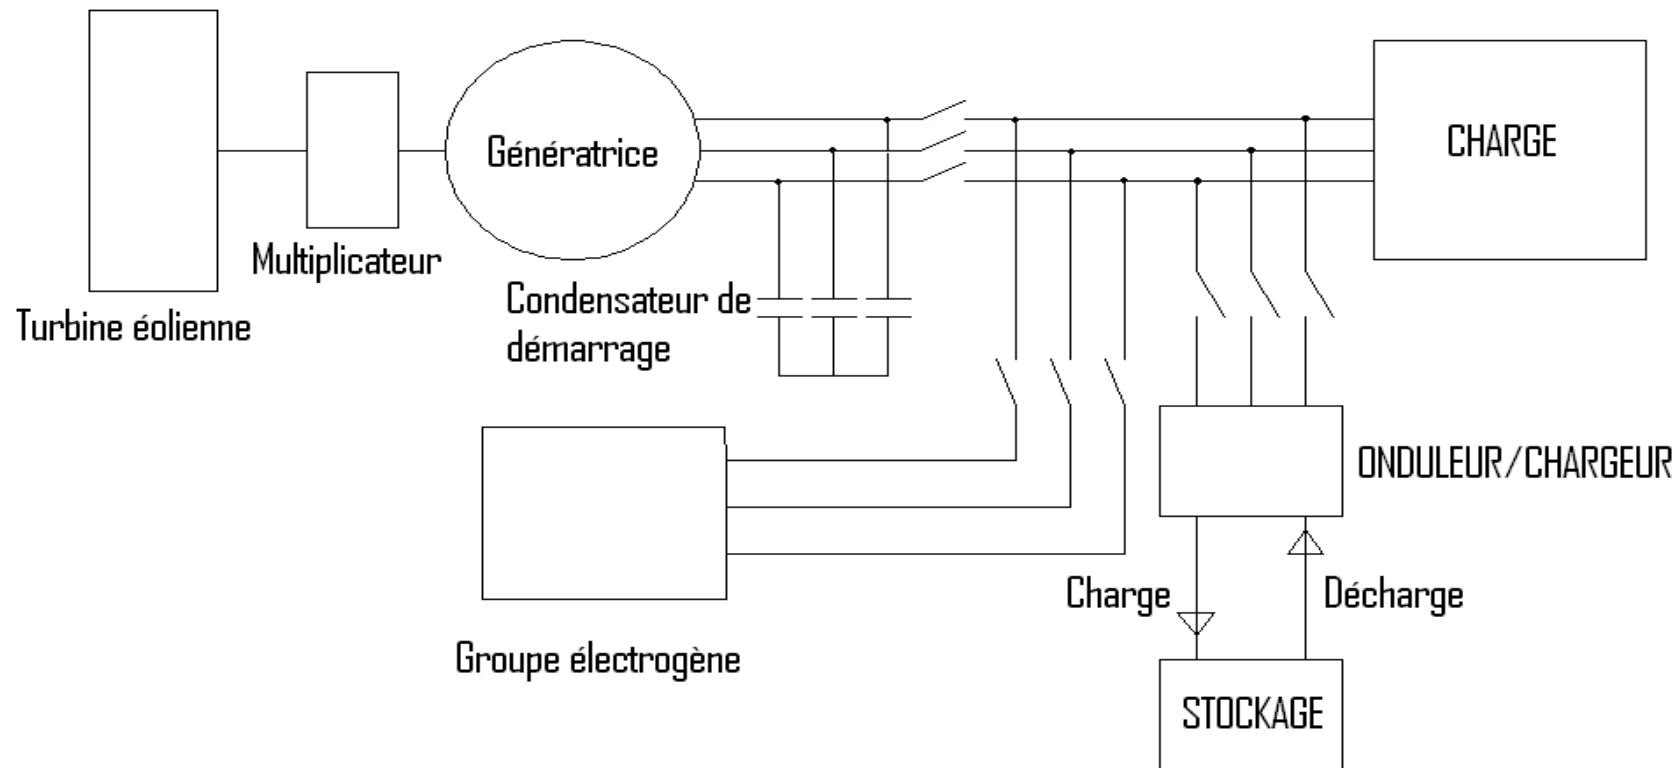 Génératrice
CHARGE
Multiplicateur
Turbine éolienne
Condensateur de
démarrage
ONDULEUR/CHARGEUR
Charge
Décharge
Groupe électrogène
STOCKAGE